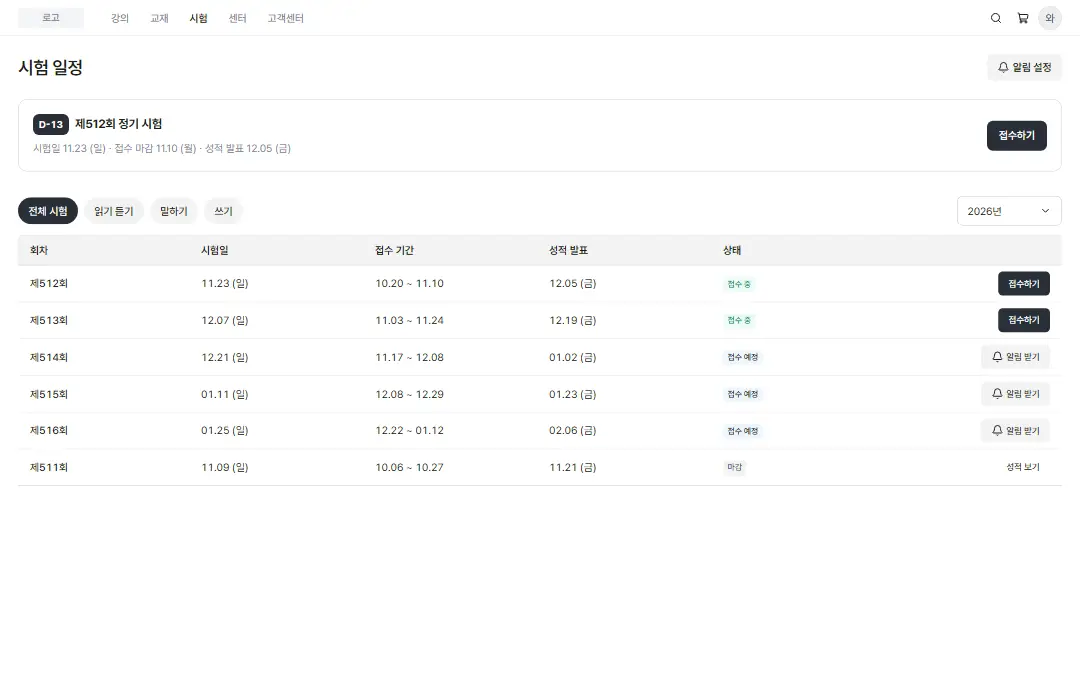 로고 강의 교재 시험 센터 고객센터 와
시험 일정 알림 설정
D-13 제512회 정기 시험
시험일 11.23 (일) · 접수 마감 11.10 (월) · 성적 발표 12.05 (금)
접수하기
전체 시험 읽기 듣기 말하기 쓰기 2026년
회차 시험일 접수 기간 성적 발표 상태
제512회 11.23 (일) 10.20 ~ 11.10 12.05 (금) 접수 중 접수하기
제513회 12.07 (일) 11.03 ~ 11.24 12.19 (금) 접수 중 접수하기
제514회 12.21 (일) 11.17 ~ 12.08 01.02 (금) 접수 예정 알림 받기
제515회 01.11 (일) 12.08 ~ 12.29 01.23 (금) 접수 예정 알림 받기
제516회 01.25 (일) 12.22 ~ 01.12 02.06 (금) 접수 예정 알림 받기
제511회 11.09 (일) 10.06 ~ 10.27 11.21 (금) 마감 성적 보기